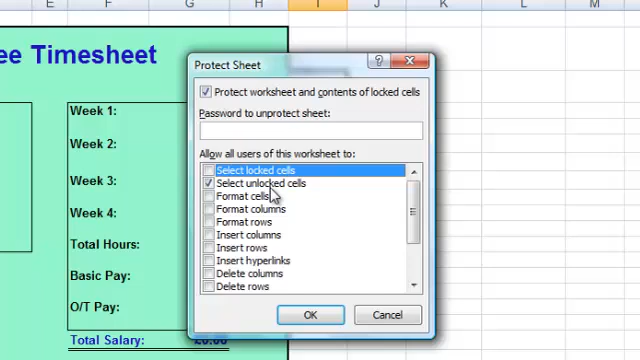 E F G H I J K L M N
ee Timesheet
Protect Sheet
Protect worksheet and contents of locked cells
Password to unprotect sheet:
Allow all users of this worksheet to:
Select locked cells
Select unlocked cells
Format cells
Format columns
Format rows
Insert columns
Insert rows
Insert hyperlinks
Delete columns
Delete rows
OK Cancel
Week 1:
Week 2:
Week 3:
Week 4:
Total Hours:
Basic Pay:
O/T Pay:
Total Salary: £0.00